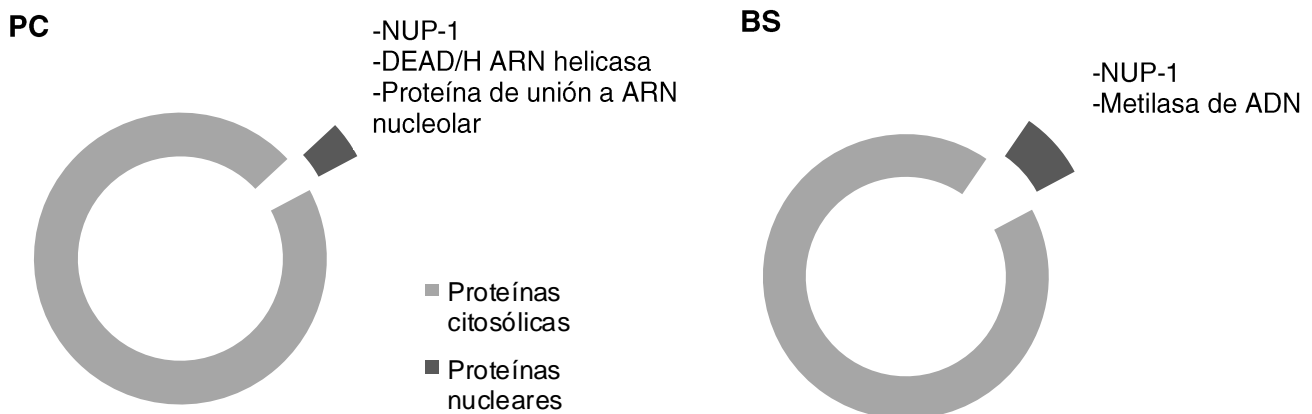 PC
-NUP-1
-DEAD/H ARN helicasa
-Proteína de unión a ARN
nucleolar
BS
-NUP-1
-Metilasa de ADN
Proteínas
citosólicas
Proteínas
nucleares